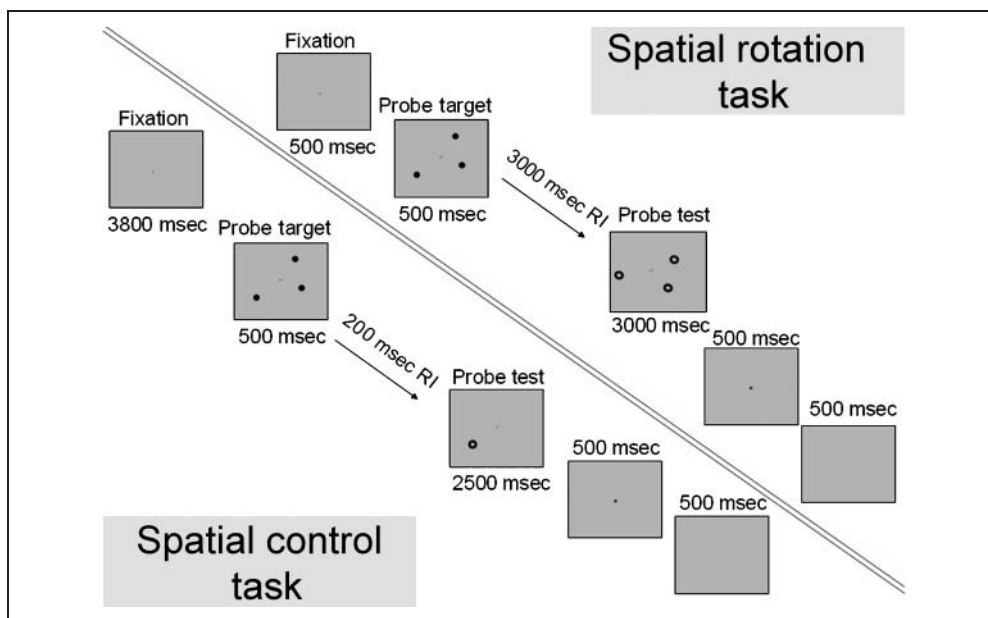 Fixation
500 msec
Probe target
500 msec
3000 msec RI
Probe test
3000 msec
500 msec
500 msec
Spatial rotation
task
Fixation
3800 msec
Probe target
500 msec
200 msec RI
Probe test
2500 msec
500 msec
500 msec
Spatial control
task